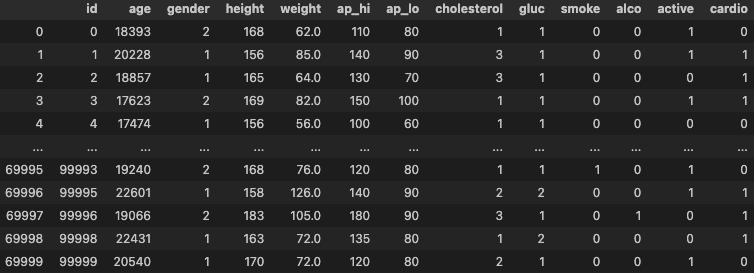 id age gender height weight ap_hi ap_lo cholesterol gluc smoke alco active cardio
0 0 18393 2 168 62.0 110 80 1 1 0 0 1 0
1 1 20228 1 156 85.0 140 90 3 1 0 0 1 1
2 2 18857 1 165 64.0 130 70 3 1 0 0 0 1
3 3 17623 2 169 82.0 150 100 1 1 0 0 1 1
4 4 17474 1 156 56.0 100 60 1 1 0 0 0 0
... ... ... ... ... ... ... ... ... ... ... ... ... ...
69995 99993 19240 2 168 76.0 120 80 1 1 1 0 1 0
69996 99995 22601 1 158 126.0 140 90 2 2 0 0 1 1
69997 99996 19066 2 183 105.0 180 90 3 1 0 1 0 1
69998 99998 22431 1 163 72.0 135 80 1 2 0 0 0 1
69999 99999 20540 1 170 72.0 120 80 2 1 0 0 1 0